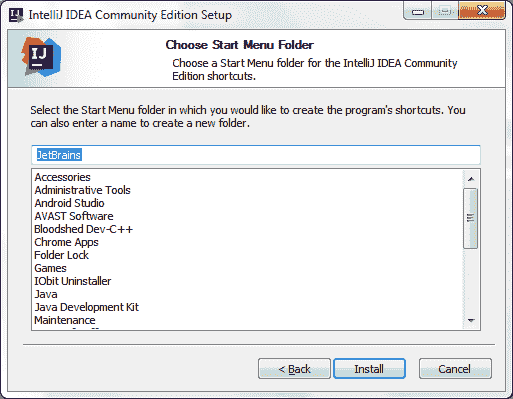 IntelliJ IDEA Community Edition Setup
IJ
Choose Start Menu Folder
Choose a Start Menu folder for the IntelliJ IDEA Community
Edition shortcuts.
Select the Start Menu folder in which you would like to create the program's shortcuts. You
can also enter a name to create a new folder.
JetBrains
Accessories
Administrative Tools
Android Studio
AVAST Software
Bloodshed Dev-C++
Chrome Apps
Folder Lock
Games
IObit Uninstaller
Java
Java Development Kit
Maintenance
< Back
Install
Cancel